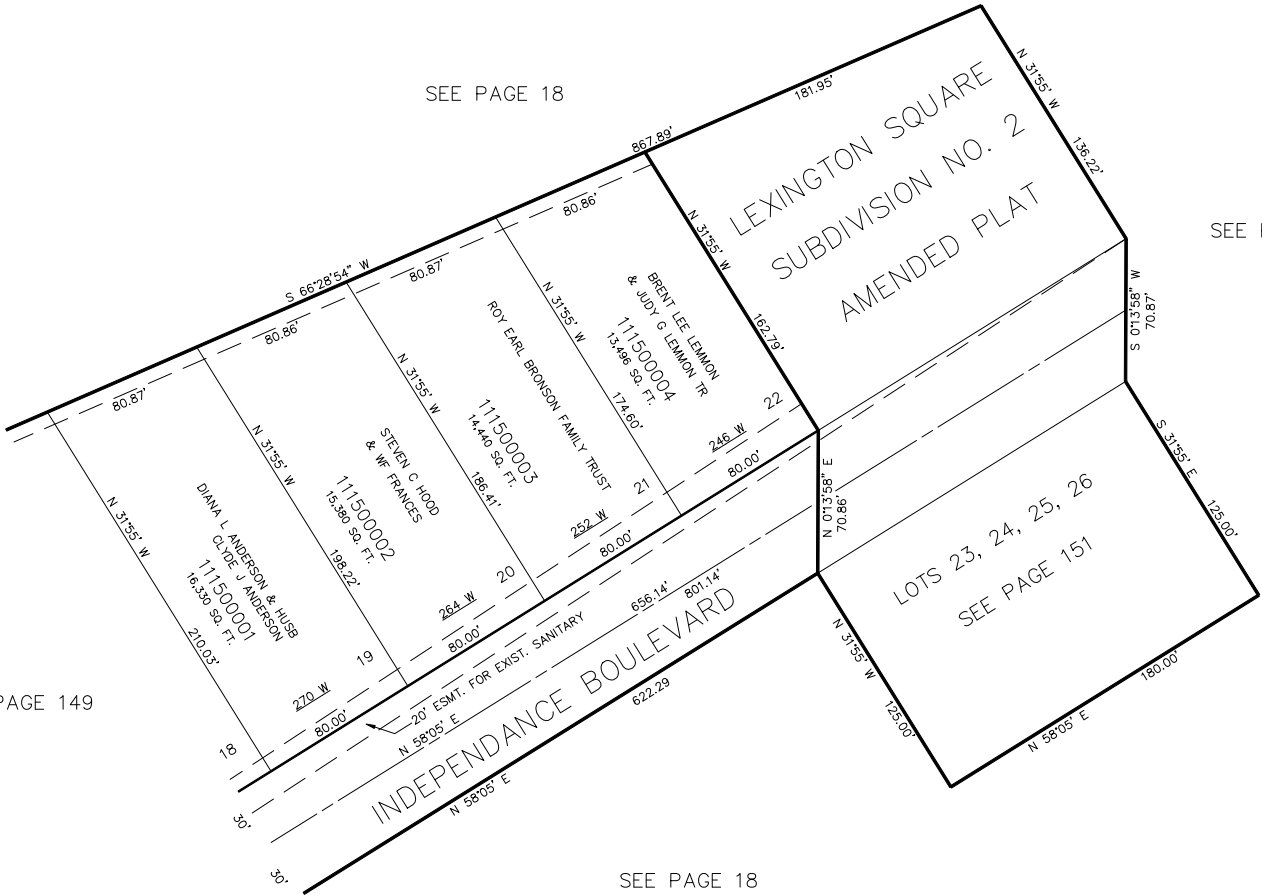 SEE PAGE 18
181.95'
N 31°55' W
136.22'
867.89'
LEXINGTON SQUARE
SUBDIVISION NO. 2
AMENDED PLAT
SEE
S 0°13'58" W
70.87'
S 66°28'54" W
80.87'
80.86'
80.87'
80.86'
N 31°55' W
162.79'
BRENT LEE LEMMON
& JUDY G LEMMON TR
111500004
13,496 SQ. FT.
246 W
22
80.00'
N 31°55' W
174.60'
ROY EARL BRONSON FAMILY TRUST
111500003
14,440 SQ. FT.
252 W
21
80.00'
N 31°55' W
186.41'
STEVEN C HOOD
& WF FRANCES
111500002
15,380 SQ. FT.
264 W
20
80.00'
N 31°55' W
198.22'
DIANA L ANDERSON & HUSB
CLYDE J ANDERSON
111500001
16,330 SQ. FT.
270 W
19
80.00'
N 31°55' W
210.03'
18
PAGE 149
N 0°13'58" E
70.86'
20' ESMT. FOR EXIST. SANITARY
N 58°05' E
656.14'
801.14'
INDEPENDANCE BOULEVARD
622.29
N 58°05' E
30'
30'
LOTS 23, 24, 25, 26
SEE PAGE 151
S 31°55' E
125.00'
N 31°55' W
125.00'
180.00'
N 58°05' E
SEE PAGE 18